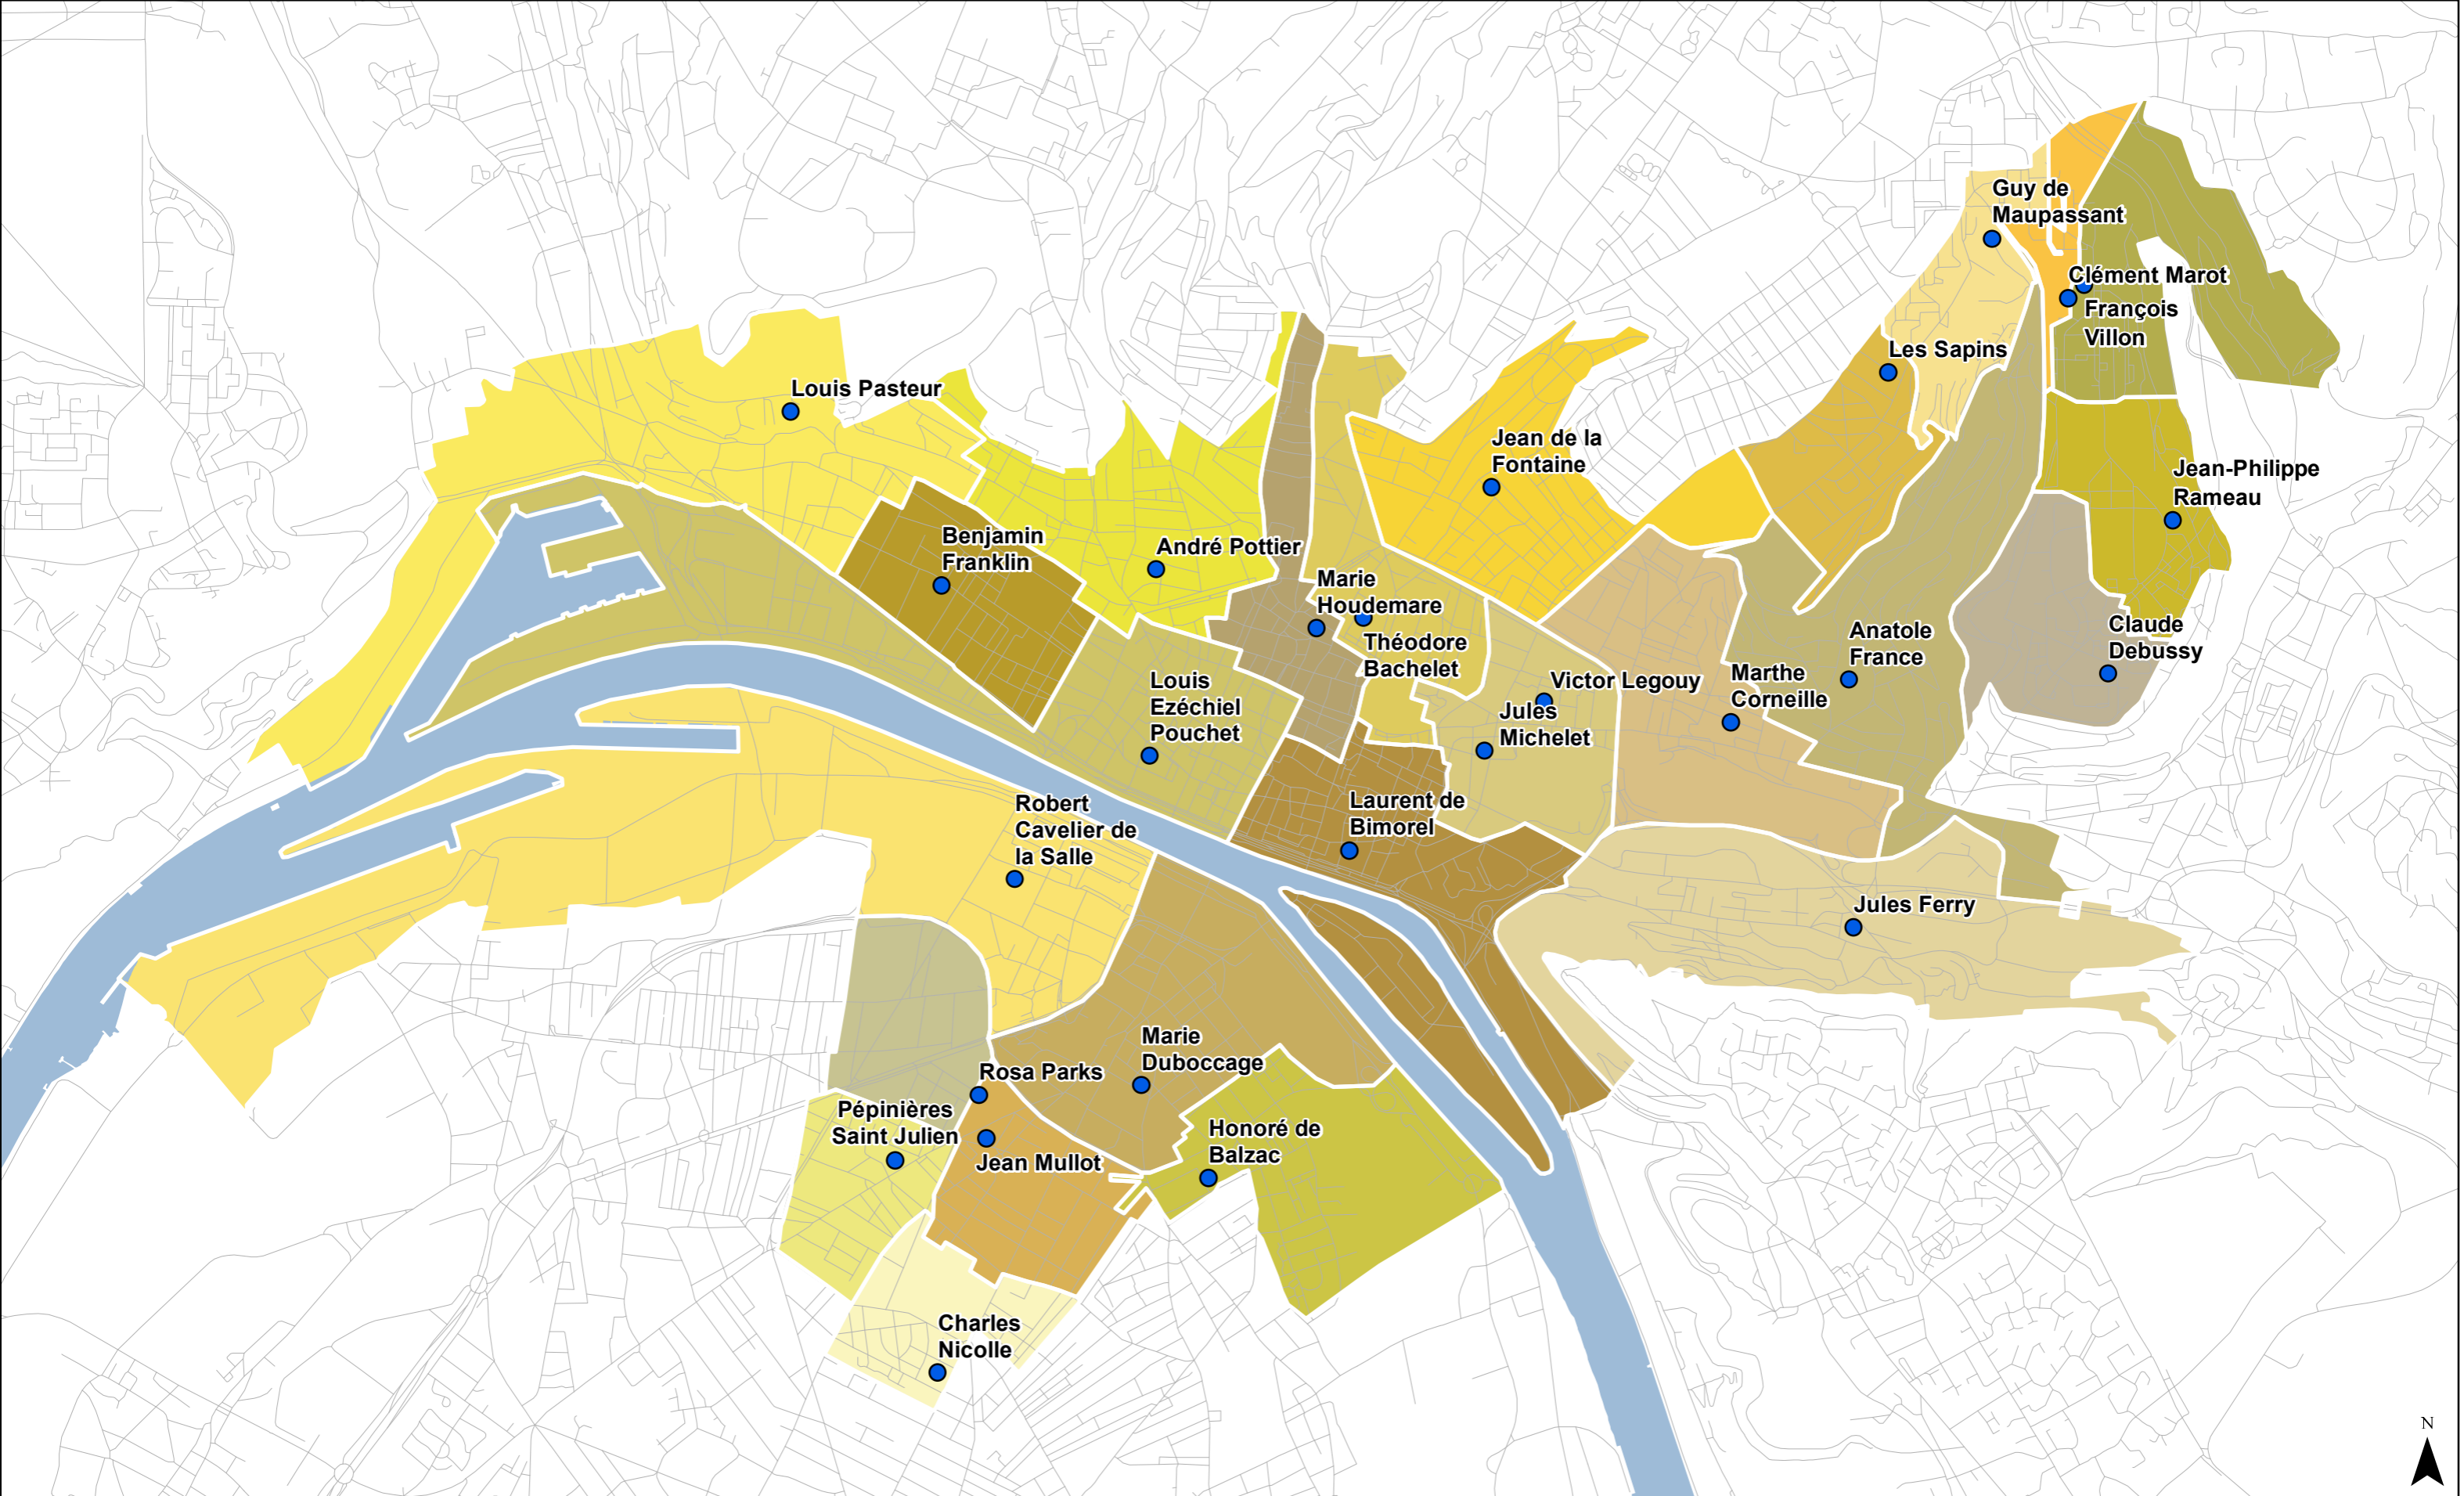 Guy de
Maupassant
Clément Marot
François
Villon
Les Sapins
Louis Pasteur
Jean de la
Fontaine
Jean-Philippe
Rameau
Benjamin
Franklin
André Pottier
Marie
Houdemare
Théodore
Bachelet
Anatole
France
Claude
Debussy
Louis
Ezéchiel
Pouchet
Victor Legouy
Jules
Michelet
Marthe
Corneille
Robert
Cavelier de
la Salle
Laurent de
Bimorel
Jules Ferry
Marie
Duboccage
Rosa Parks
Pépinières
Saint Julien
Jean Mullot
Honoré de
Balzac
Charles
Nicolle
N